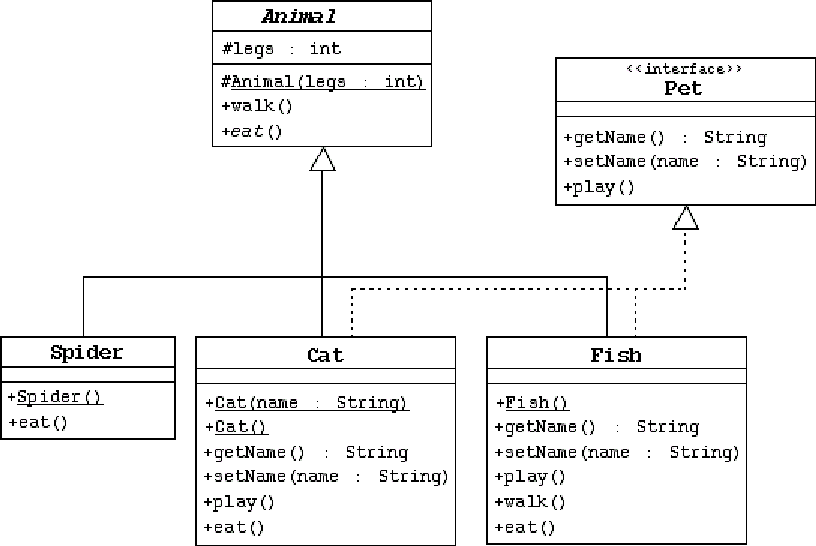 Animal
#legs : int
#Animal(legs : int)
+walk()
+eat()
<<interface>>
Pet
+getName() : String
+setName(name : String)
+play()
Spider
+Spider()
+eat()
Cat
+Cat(name : String)
+Cat()
+getName() : String
+setName(name : String)
+play()
+eat()
Fish
+Fish()
+getName() : String
+setName(name : String)
+play()
+walk()
+eat()